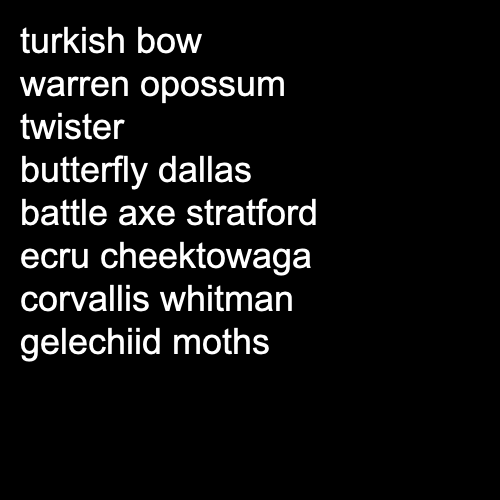 turkish bow
warren opossum
twister
butterfly dallas
battle axe stratford
ecru cheektowaga
corvallis whitman
gelechiid moths